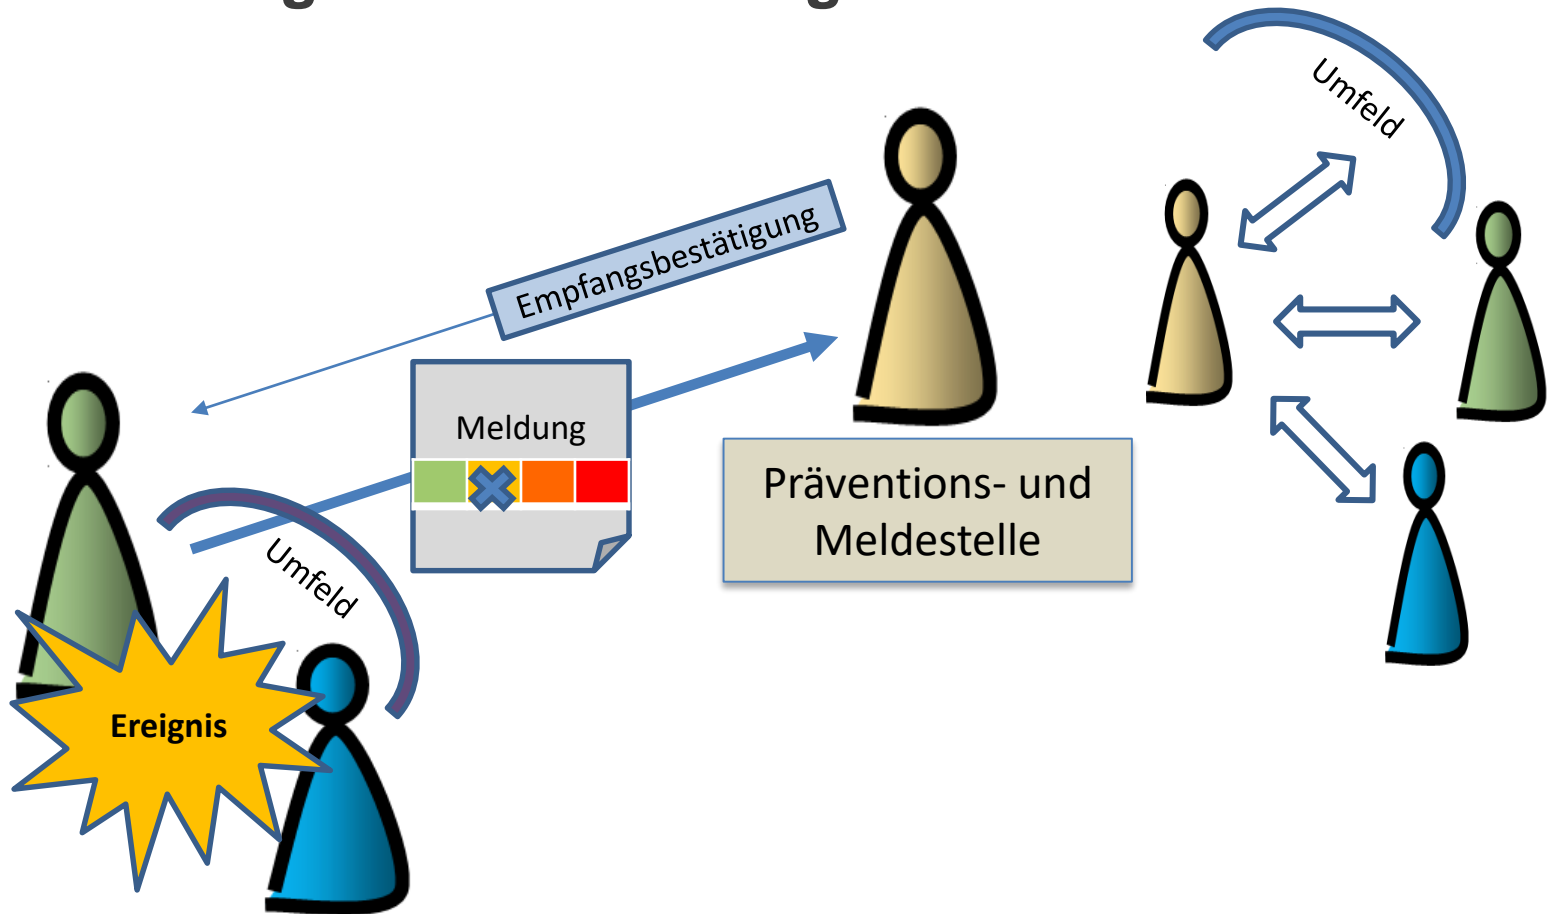 Umfeld
Empfangsbestätigung
Meldung
Präventions- und
Meldestelle
Umfeld
Ereignis